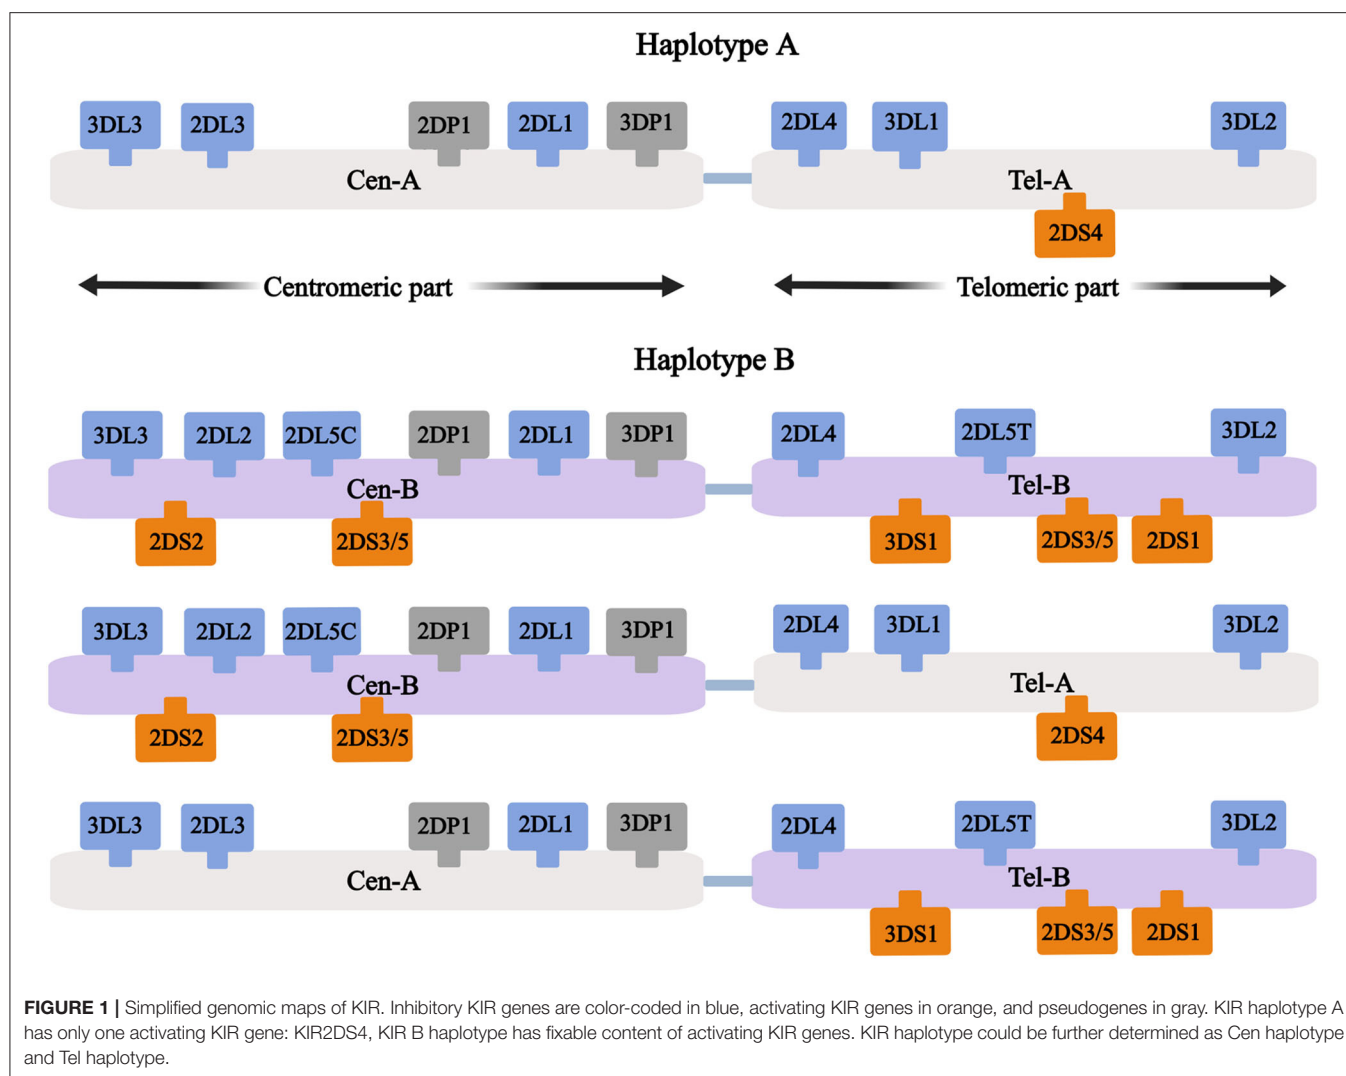 Haplotype A
3DL3 2DL3 2DP1 2DL1 3DP1 2DL4 3DL1 3DL2
Cen-A Tel-A
2DS4
Centromeric part Telomeric part
Haplotype B
3DL3 2DL2 2DL5C 2DP1 2DL1 3DP1 2DL4 2DL5T 3DL2
Cen-B Tel-B
2DS2 2DS3/5 3DS1 2DS3/5 2DS1
3DL3 2DL2 2DL5C 2DP1 2DL1 3DP1 2DL4 3DL1 3DL2
Cen-B Tel-A
2DS2 2DS3/5 2DS4
3DL3 2DL3 2DP1 2DL1 3DP1 2DL4 2DL5T 3DL2
Cen-A Tel-B
3DS1 2DS3/5 2DS1
FIGURE 1 | Simplified genomic maps of KIR. Inhibitory KIR genes are color-coded in blue, activating KIR genes in orange, and pseudogenes in gray. KIR haplotype A
has only one activating KIR gene: KIR2DS4, KIR B haplotype has fixable content of activating KIR genes. KIR haplotype could be further determined as Cen haplotype
and Tel haplotype.